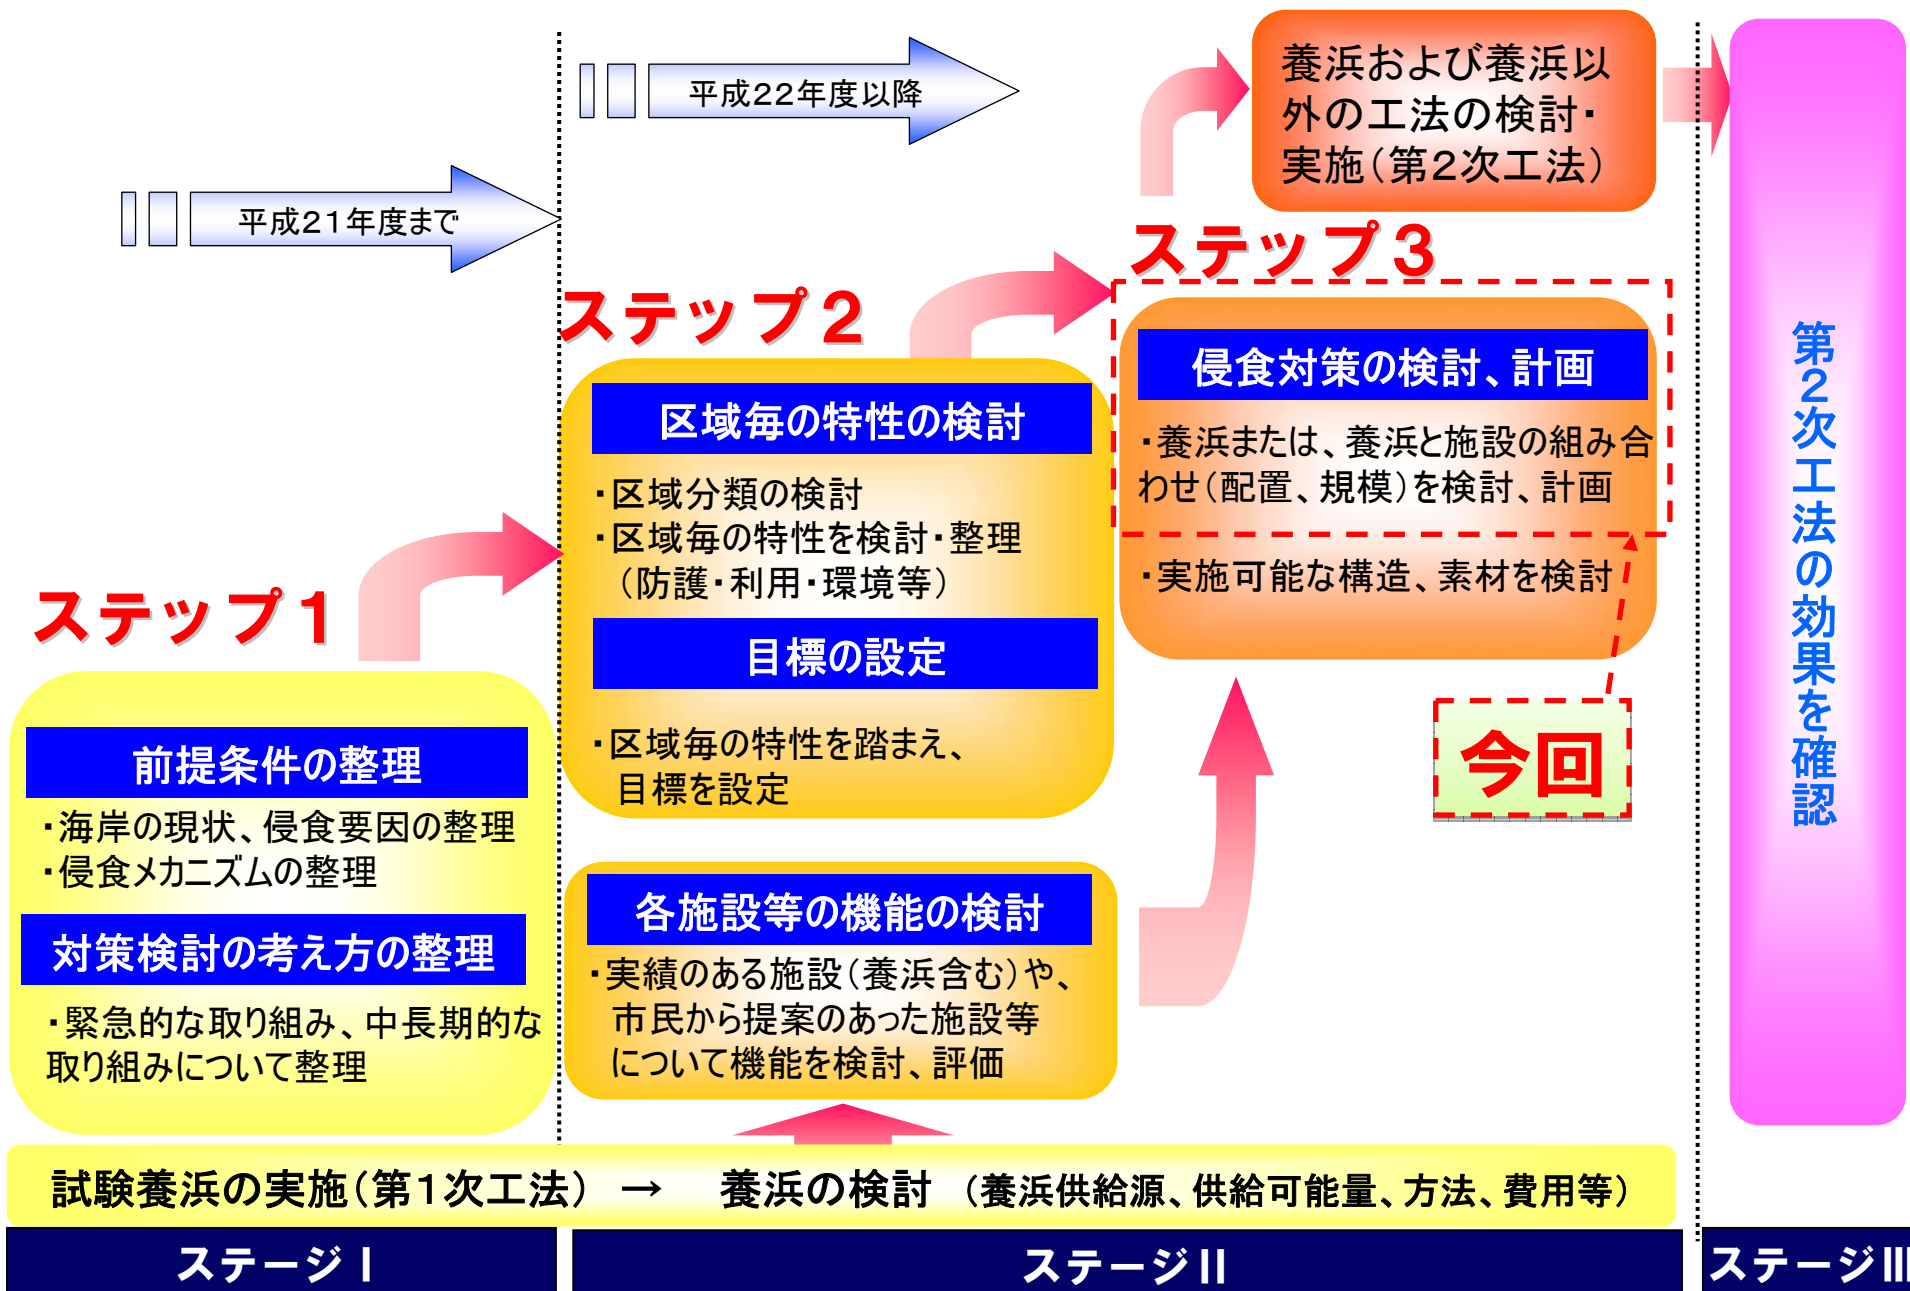 平成22年度以降
平成21年度まで
養浜および養浜以
外の工法の検討・
実施（第2次工法）
ステップ1
前提条件の整理
・海岸の現状、侵食要因の整理
・侵食メカニズムの整理
対策検討の考え方の整理
・緊急的な取り組み、中長期的な
取り組みについて整理
ステップ2
区域毎の特性の検討
・区域分類の検討
・区域毎の特性を検討・整理
（防護・利用・環境等）
目標の設定
・区域毎の特性を踏まえ、
目標を設定
各施設等の機能の検討
・実績のある施設（養浜含む）や、
市民から提案のあった施設等
について機能を検討、評価
ステップ3
侵食対策の検討、計画
・養浜または、養浜と施設の組み合
わせ（配置、規模）を検討、計画
・実施可能な構造、素材を検討
今回
第2次工法の効果を確認
試験養浜の実施（第1次工法） → 養浜の検討 （養浜供給源、供給可能量、方法、費用等）
ステージⅠ
ステージⅡ
ステージⅢ